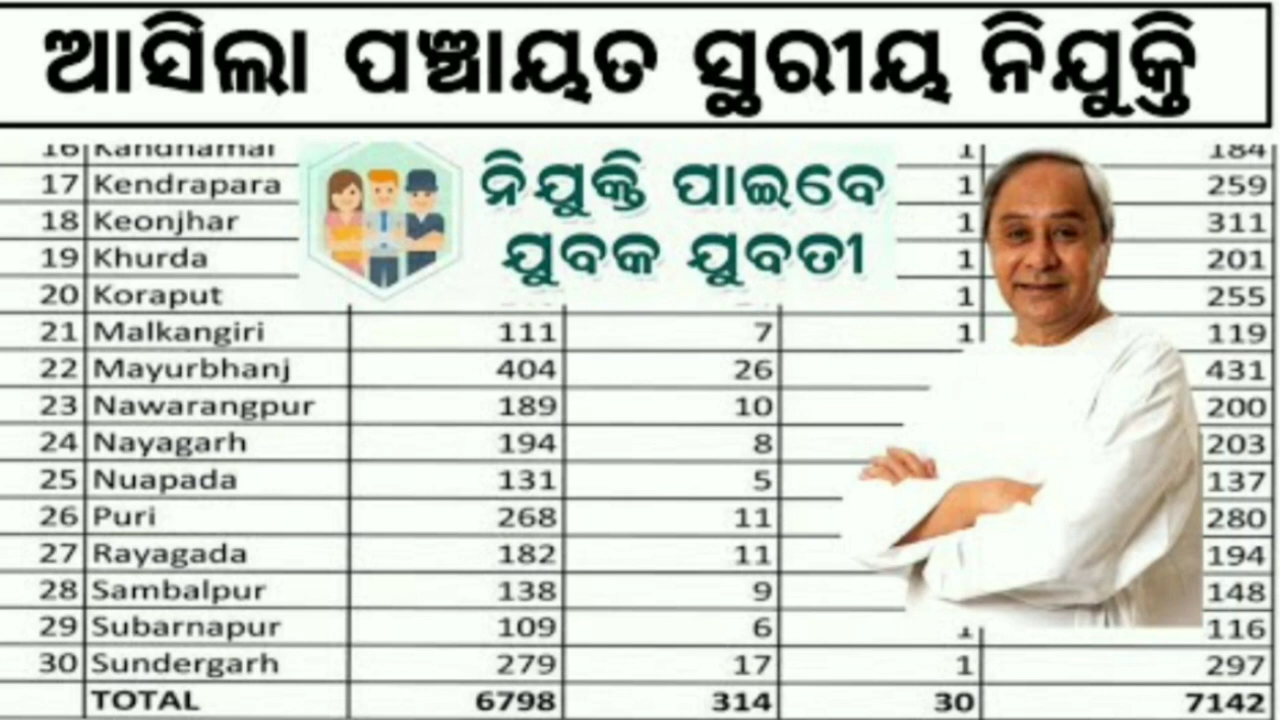 ଆସିଲା ପଞ୍ଚାୟତ ସ୍ଥରୀୟ ନିଯୁକ୍ତି
16 Kandhamal 1 184
ନିଯୁକ୍ତି ପାଇବେ
ଯୁବକ ଯୁବତୀ
17 Kendrapara 1 259
18 Keonjhar 1 311
19 Khurda 1 201
20 Koraput 1 255
21 Malkangiri 111 7 1 119
22 Mayurbhanj 404 26 431
23 Nawarangpur 189 10 200
24 Nayagarh 194 8 203
25 Nuapada 131 5 137
26 Puri 268 11 280
27 Rayagada 182 11 194
28 Sambalpur 138 9 148
29 Subarnapur 109 6 1 116
30 Sundergarh 279 17 1 297
TOTAL 6798 314 30 7142